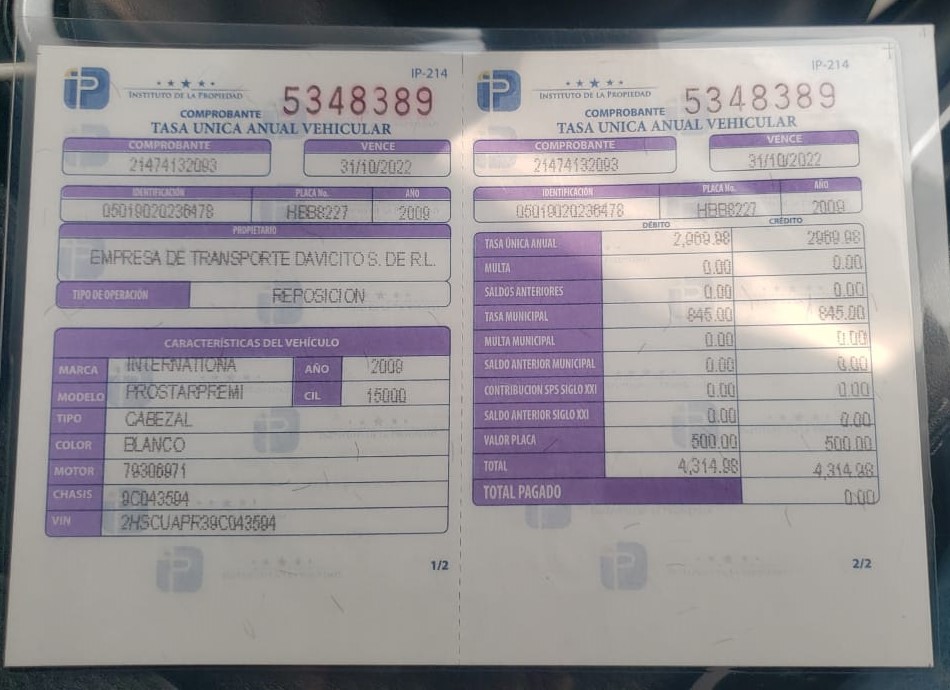 iP
INSTITUTO DE LA PROPIEDAD
IP-214
5348389
COMPROBANTE
TASA UNICA ANUAL VEHICULAR
COMPROBANTE VENCE
21474132093 31/10/2022
IDENTIFICACIÓN PLACA No. AÑO
05019020236478 HBB8227 2009
PROPIETARIO
EMPRESA DE TRANSPORTE DAVICITO S. DE R.L.
TIPO DE OPERACIÓN REPOSICION
CARACTERÍSTICAS DEL VEHÍCULO
MARCA INTERNATIONA AÑO 2009
MODELO PROSTARPREMI CIL 15000
TIPO CABEZAL
COLOR BLANCO
MOTOR 79306971
CHASIS 9C043594
VIN 2HSCUAPR39C043594
1/2
iP
INSTITUTO DE LA PROPIEDAD
IP-214
5348389
COMPROBANTE
TASA UNICA ANUAL VEHICULAR
COMPROBANTE VENCE
21474132093 31/10/2022
IDENTIFICACIÓN PLACA No. AÑO
05019020236478 HBB8227 2009
DÉBITO CRÉDITO
TASA ÚNICA ANUAL 2,969.98 2969.98
MULTA 0.00 0.00
SALDOS ANTERIORES 0.00 0.00
TASA MUNICIPAL 845.00 845.00
MULTA MUNICIPAL 0.00 0.00
SALDO ANTERIOR MUNICIPAL 0.00 0.00
CONTRIBUCION SPS SIGLO XXI 0.00 0.00
SALDO ANTERIOR SIGLO XXI 0.00 0.00
VALOR PLACA 500.00 500.00
TOTAL 4,314.98 4,314.98
TOTAL PAGADO 0.00
2/2